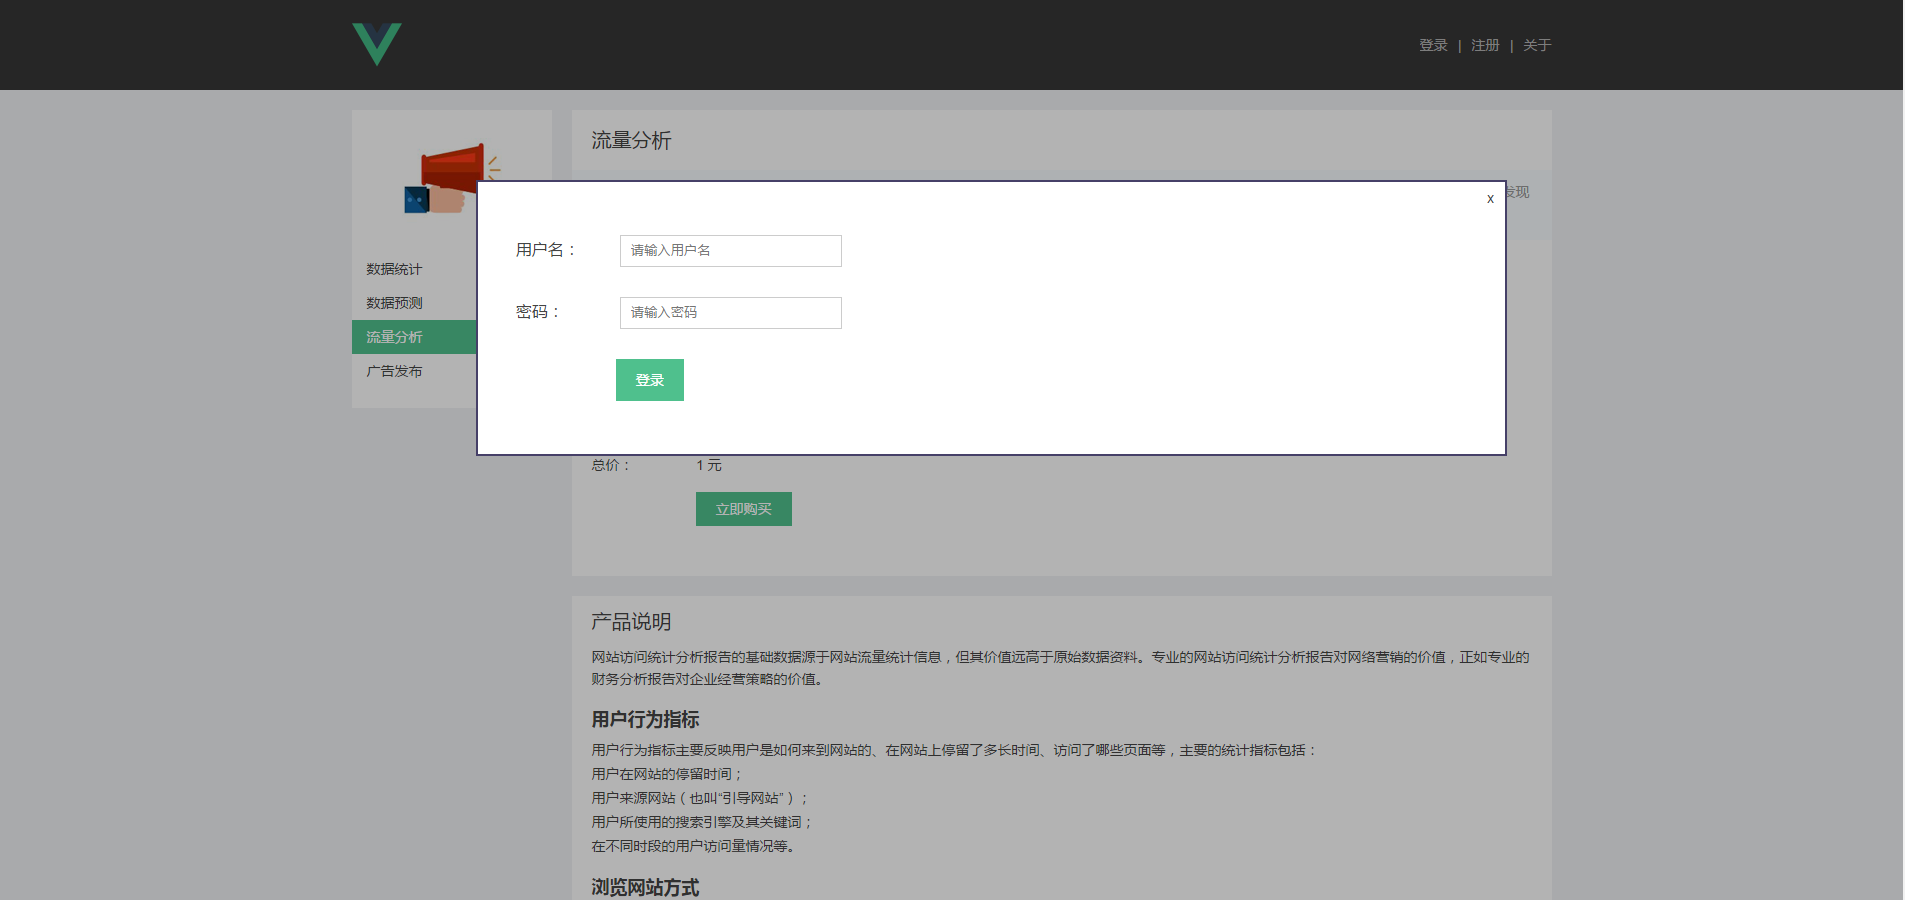 登录 | 注册 | 关于
流量分析
发现
x
用户名：
请输入用户名
密码：
请输入密码
登录
数据统计
数据预测
流量分析
广告发布
总价：
1 元
立即购买
产品说明
网站访问统计分析报告的基础数据源于网站流量统计信息，但其价值远高于原始数据资料。专业的网站访问统计分析报告对网络营销的价值，正如专业的
财务分析报告对企业经营策略的价值。
用户行为指标
用户行为指标主要反映用户是如何来到网站的、在网站上停留了多长时间、访问了哪些页面等，主要的统计指标包括：
用户在网站的停留时间；
用户来源网站（也叫“引导网站”）；
用户所使用的搜索引擎及其关键词；
在不同时段的用户访问量情况等。
浏览网站方式